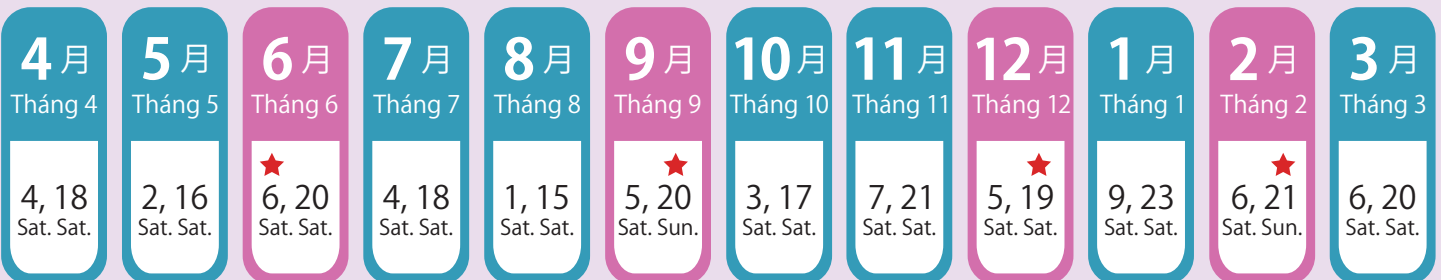 4月
Tháng 4
4, 18
Sat. Sat.
5月
Tháng 5
2, 16
Sat. Sat.
6月
Tháng 6
6, 20
Sat. Sat.
7月
Tháng 7
4, 18
Sat. Sat.
8月
Tháng 8
1, 15
Sat. Sat.
9月
Tháng 9
5, 20
Sat. Sun.
10月
Tháng 10
3, 17
Sat. Sat.
11月
Tháng 11
7, 21
Sat. Sat.
12月
Tháng 12
5, 19
Sat. Sat.
1月
Tháng 1
9, 23
Sat. Sat.
2月
Tháng 2
6, 21
Sat. Sun.
3月
Tháng 3
6, 20
Sat. Sat.